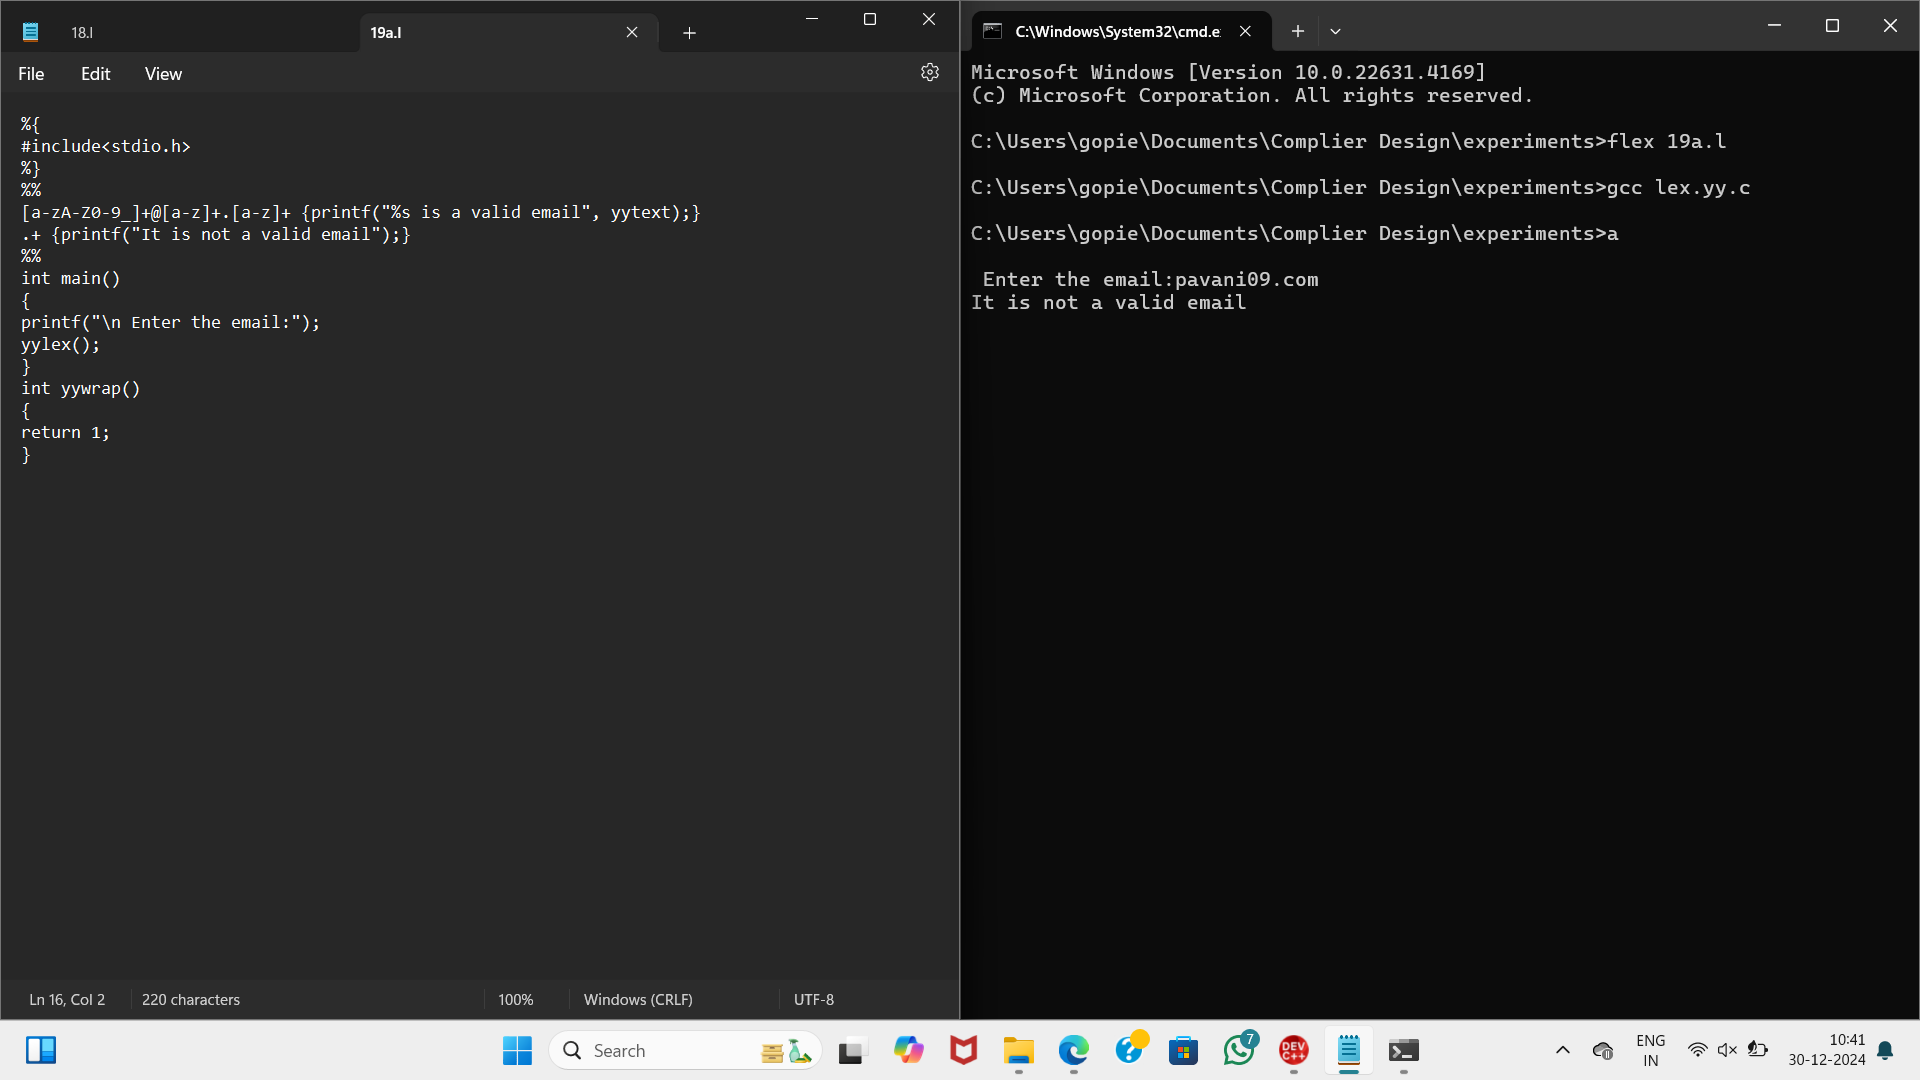 18.l
19a.l
File Edit View
%{
#include<stdio.h>
%}
%%
[a-zA-Z0-9_]+@[a-z]+.[a-z]+ {printf("%s is a valid email", yytext);}
.+ {printf("It is not a valid email");}
%%
int main()
{
printf("\n Enter the email:");
yylex();
}
int yywrap()
{
return 1;
}
Ln 16, Col 2
220 characters
100%
Windows (CRLF)
UTF-8
C:\Windows\System32\cmd.e
Microsoft Windows [Version 10.0.22631.4169]
(c) Microsoft Corporation. All rights reserved.
C:\Users\gopie\Documents\Complier Design\experiments>flex 19a.l
C:\Users\gopie\Documents\Complier Design\experiments>gcc lex.yy.c
C:\Users\gopie\Documents\Complier Design\experiments>a
Enter the email:pavani09.com
It is not a valid email
Search
7
DEV
C++
ENG
IN
10:41
30-12-2024